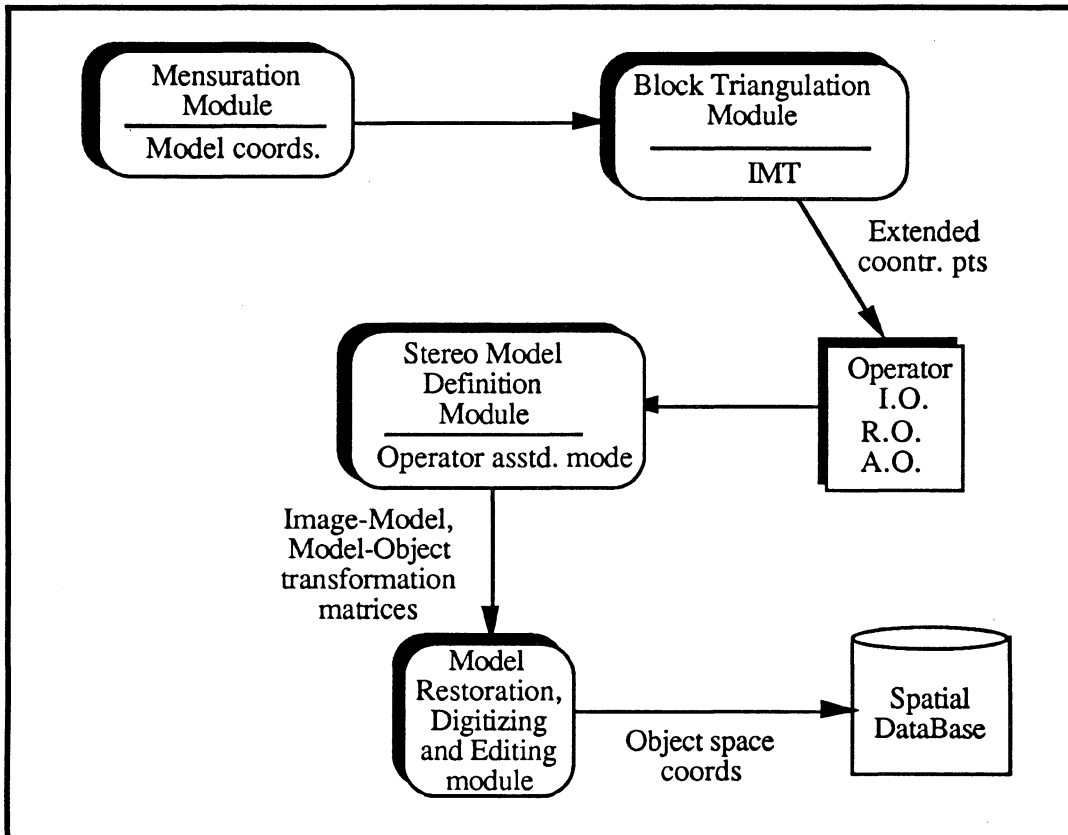 Mensuration
Module
Model coords.
Block Triangulation
Module
IMT
Extended
coontr. pts
Operator
I.O.
R.O.
A.O.
Stereo Model
Definition
Module
Operator asstd. mode
Image-Model,
Model-Object
transformation
matrices
Model
Restoration,
Digitizing
and Editing
module
Object space
coords
Spatial
DataBase